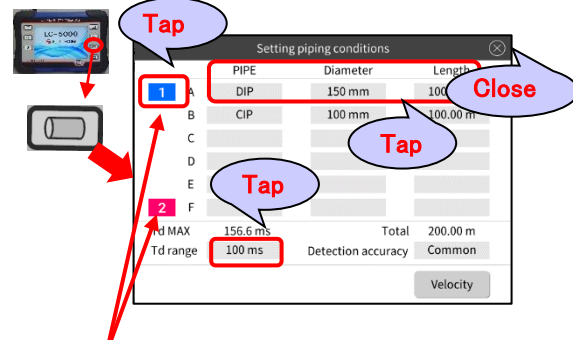 Tap
LC-5000
Setting piping conditions
PIPE Diameter Length
1 A DIP 150 mm 100
Close
B CIP 100 mm 100.00 m
Tap
C
D
E
Tap
2 F
Td MAX 156.6 ms Total 200.00 m
Td range 100 ms Detection accuracy Common
Velocity